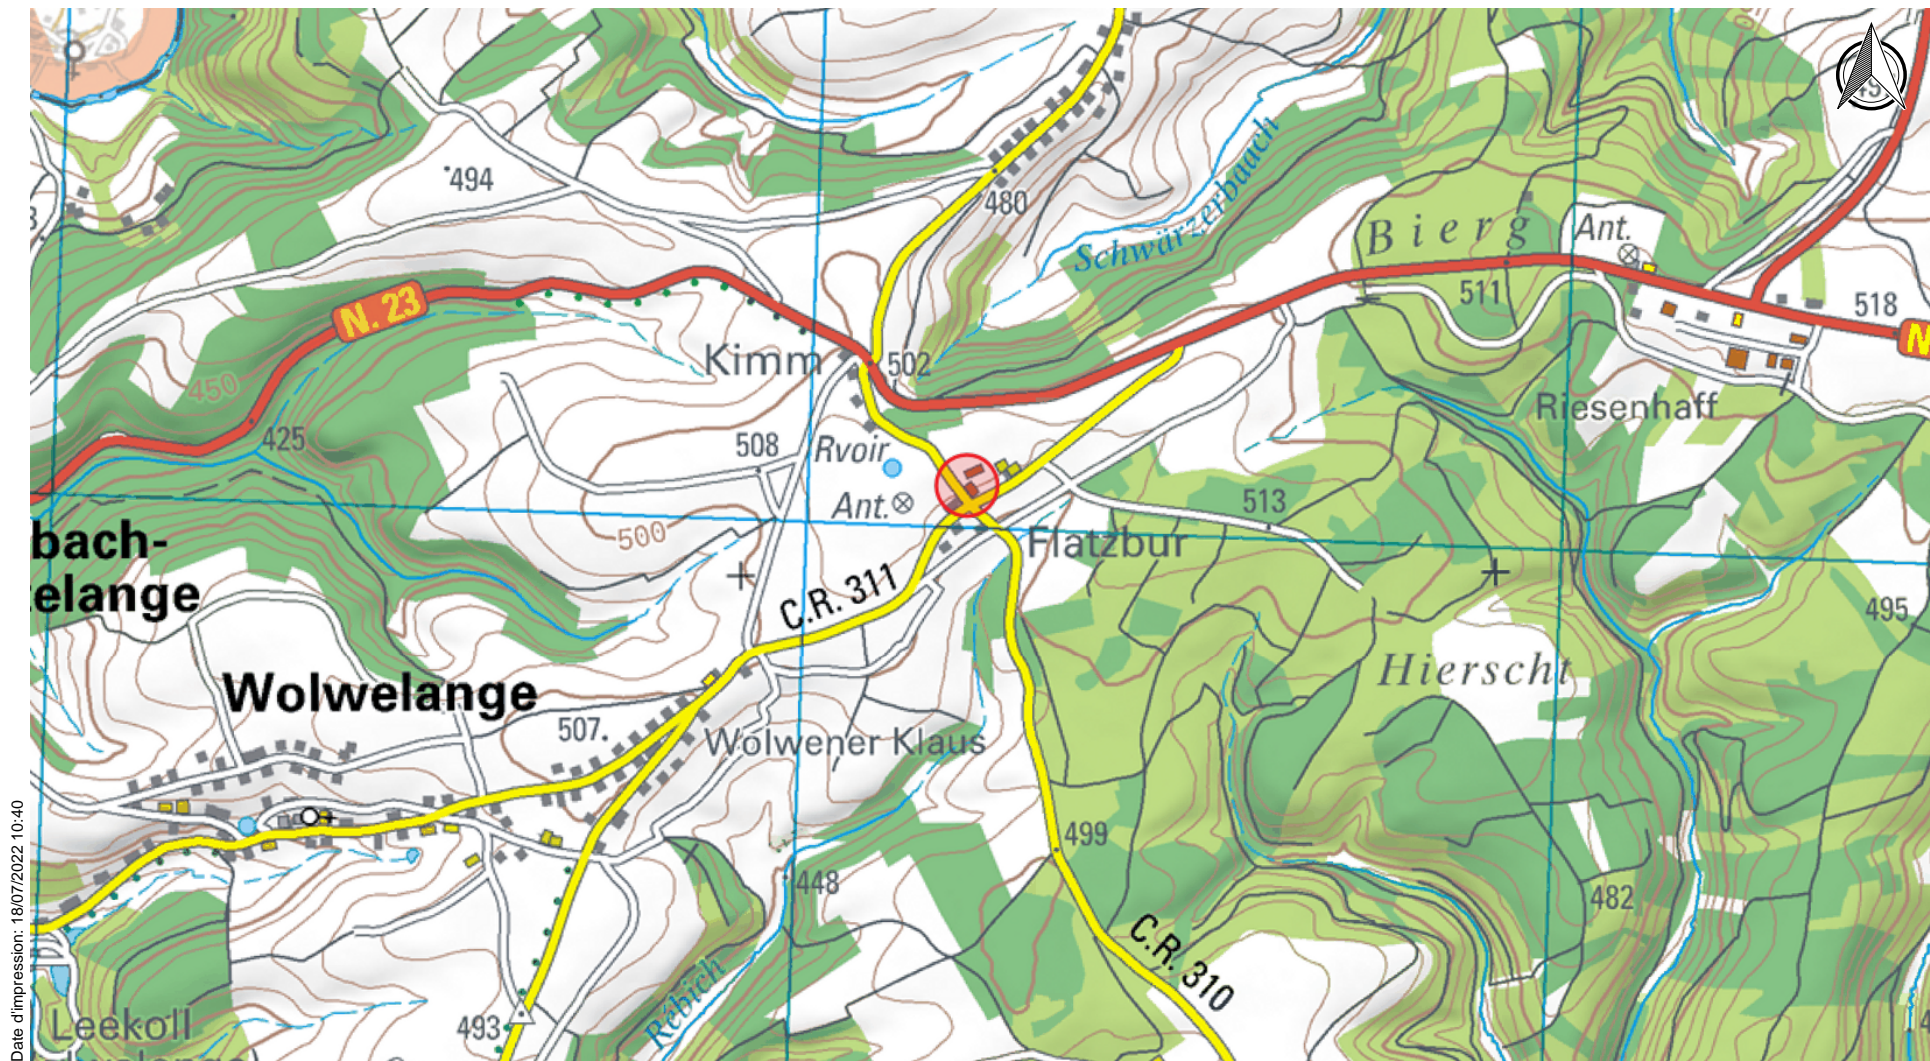 494
480
Schwärzerbaach
Bierg
Ant.
511
518
N. 23
N
Kimm
502
450
425
508
Rvoir
Riesenhaff
Ant.
500
513
Flatzbur
bach-
elange
C.R. 311
495
Hierscht
Wolwelange
507.
Wolwener Klaus
499
448
482
C.R. 310
Rébich
493
Leekoll
Date d'impression: 18/07/2022 10:40